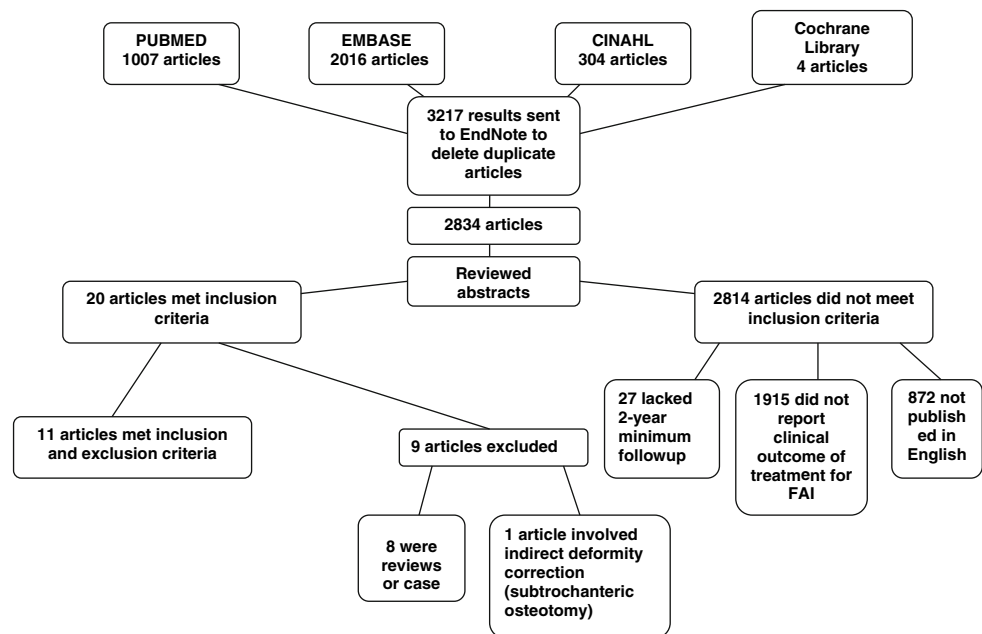 PUBMED
1007 articles
EMBASE
2016 articles
CINAHL
304 articles
Cochrane
Library
4 articles
3217 results sent
to EndNote to
delete duplicate
articles
2834 articles
Reviewed
abstracts
20 articles met inclusion
criteria
2814 articles did not meet
inclusion criteria
11 articles met inclusion
and exclusion criteria
9 articles excluded
27 lacked
2-year
minimum
followup
1915 did not
report
clinical
outcome of
treatment for
FAI
872 not
publish
ed in
English
8 were
reviews
or case
1 article involved
indirect deformity
correction
(subtrochanteric
osteotomy)